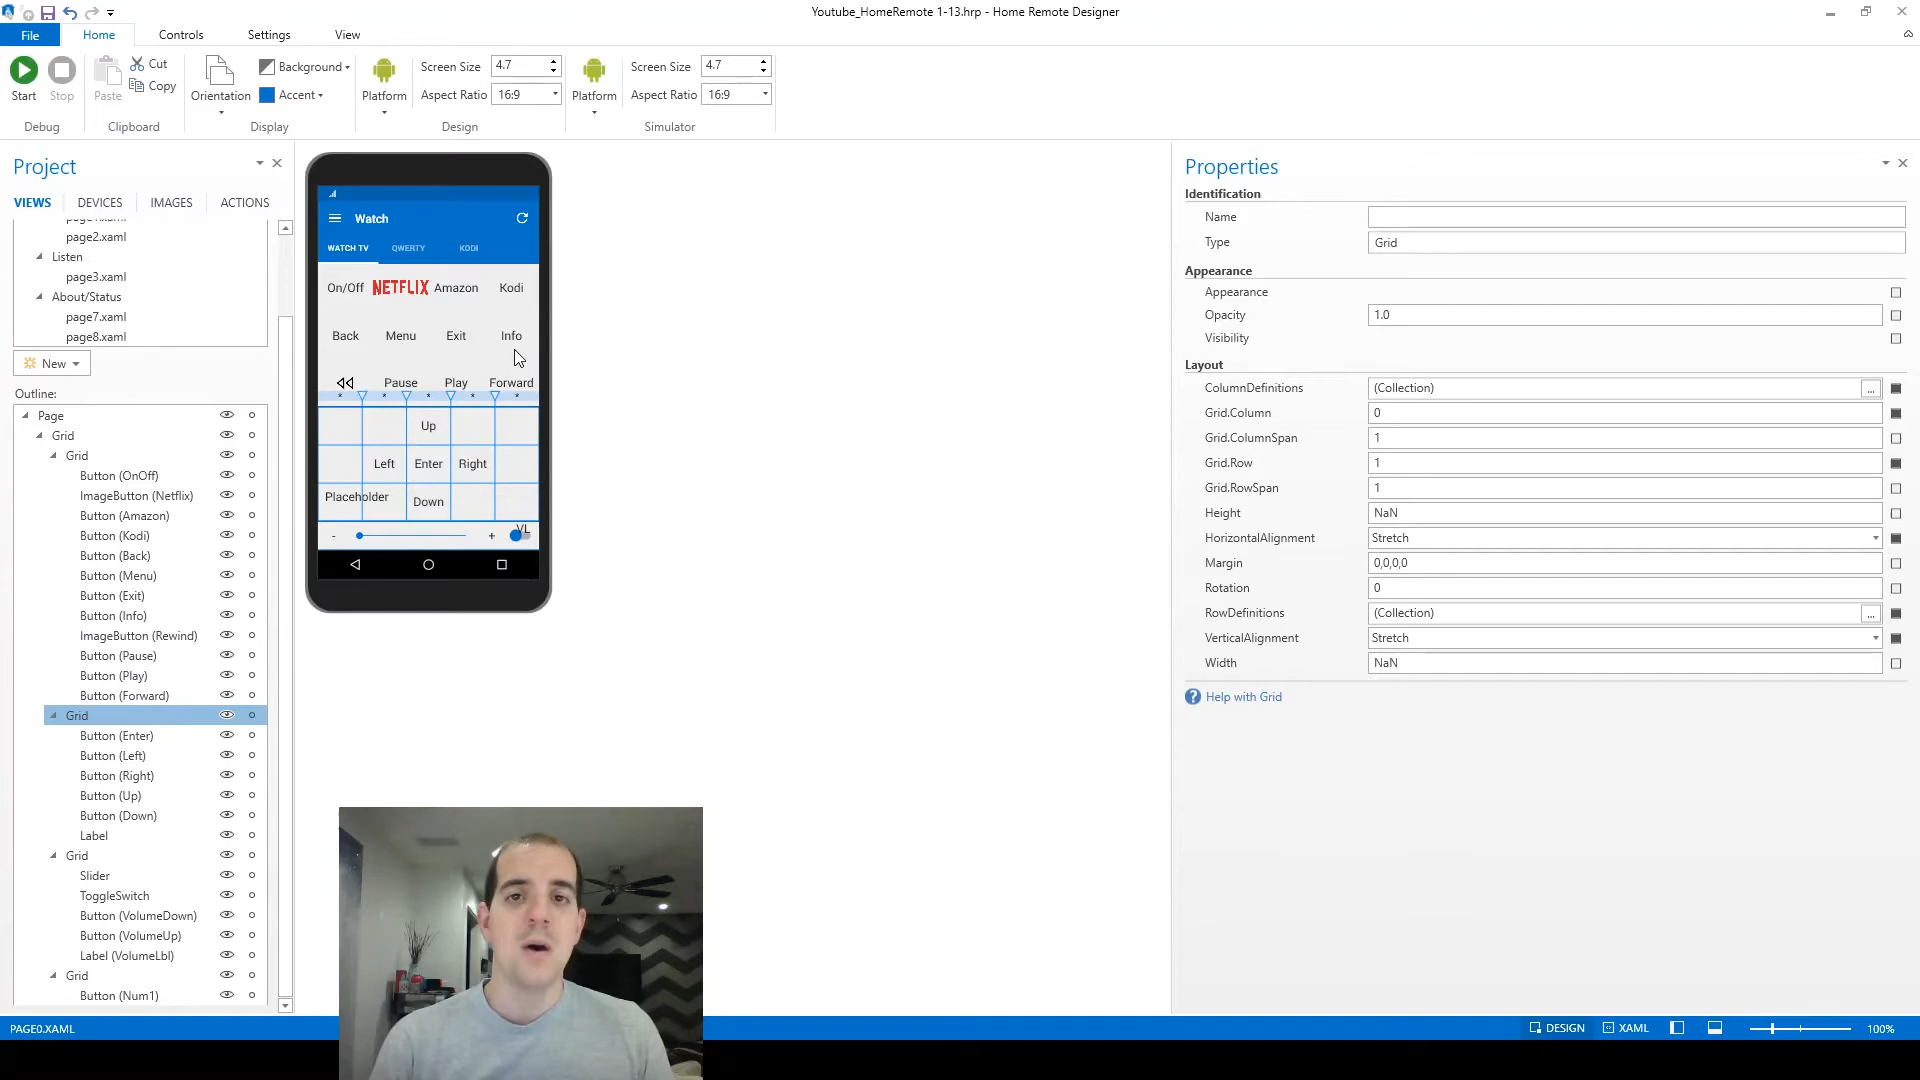 Youtube_HomeRemote 1-13.hrp - Home Remote Designer
File Home Controls Settings View
Start Stop Paste Cut Copy Orientation Background Accent Platform Screen Size 4.7 Aspect Ratio 16:9 Platform Screen Size 4.7 Aspect Ratio 16:9
Debug Clipboard Display Design Simulator
Project
VIEWS DEVICES IMAGES ACTIONS
page2.xaml
Listen
page3.xaml
About/Status
page7.xaml
page8.xaml
New
Outline:
Page
Grid
Grid
Button (OnOff)
ImageButton (Netflix)
Button (Amazon)
Button (Kodi)
Button (Back)
Button (Menu)
Button (Exit)
Button (Info)
ImageButton (Rewind)
Button (Pause)
Button (Play)
Button (Forward)
Grid
Button (Enter)
Button (Left)
Button (Right)
Button (Up)
Button (Down)
Label
Grid
Slider
ToggleSwitch
Button (VolumeDown)
Button (VolumeUp)
Label (VolumeLbl)
Grid
Button (Num1)
Watch
WATCH TV QWERTY KODI
On/Off NETFLIX Amazon Kodi
Back Menu Exit Info
Pause Play Forward
* * * * *
Up
Left Enter Right
Placeholder Down
- + VL
Properties
Identification
Name
Type Grid
Appearance
Appearance
Opacity 1.0
Visibility
Layout
ColumnDefinitions (Collection) ...
Grid.Column 0
Grid.ColumnSpan 1
Grid.Row 1
Grid.RowSpan 1
Height NaN
HorizontalAlignment Stretch
Margin 0,0,0,0
Rotation 0
RowDefinitions (Collection) ...
VerticalAlignment Stretch
Width NaN
? Help with Grid
PAGE0.XAML DESIGN XAML 100%